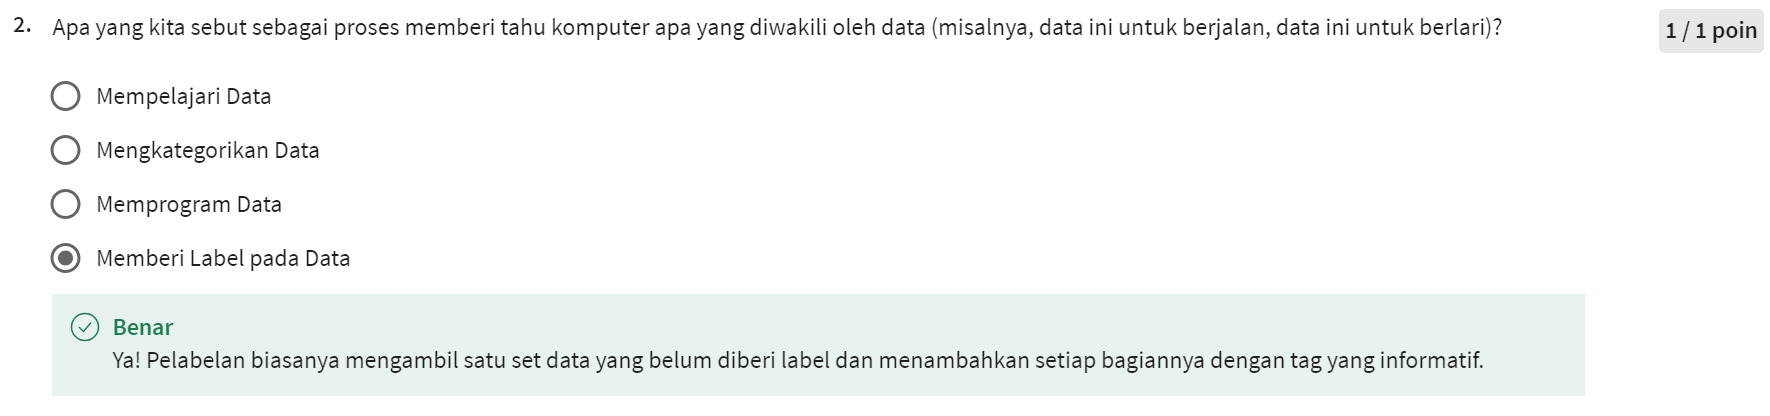 2. Apa yang kita sebut sebagai proses memberi tahu komputer apa yang diwakili oleh data (misalnya, data ini untuk berjalan, data ini untuk berlari)?
1 / 1 poin
Mempelajari Data
Mengkategorikan Data
Memprogram Data
Memberi Label pada Data
Benar
Ya! Pelabelan biasanya mengambil satu set data yang belum diberi label dan menambahkan setiap bagiannya dengan tag yang informatif.